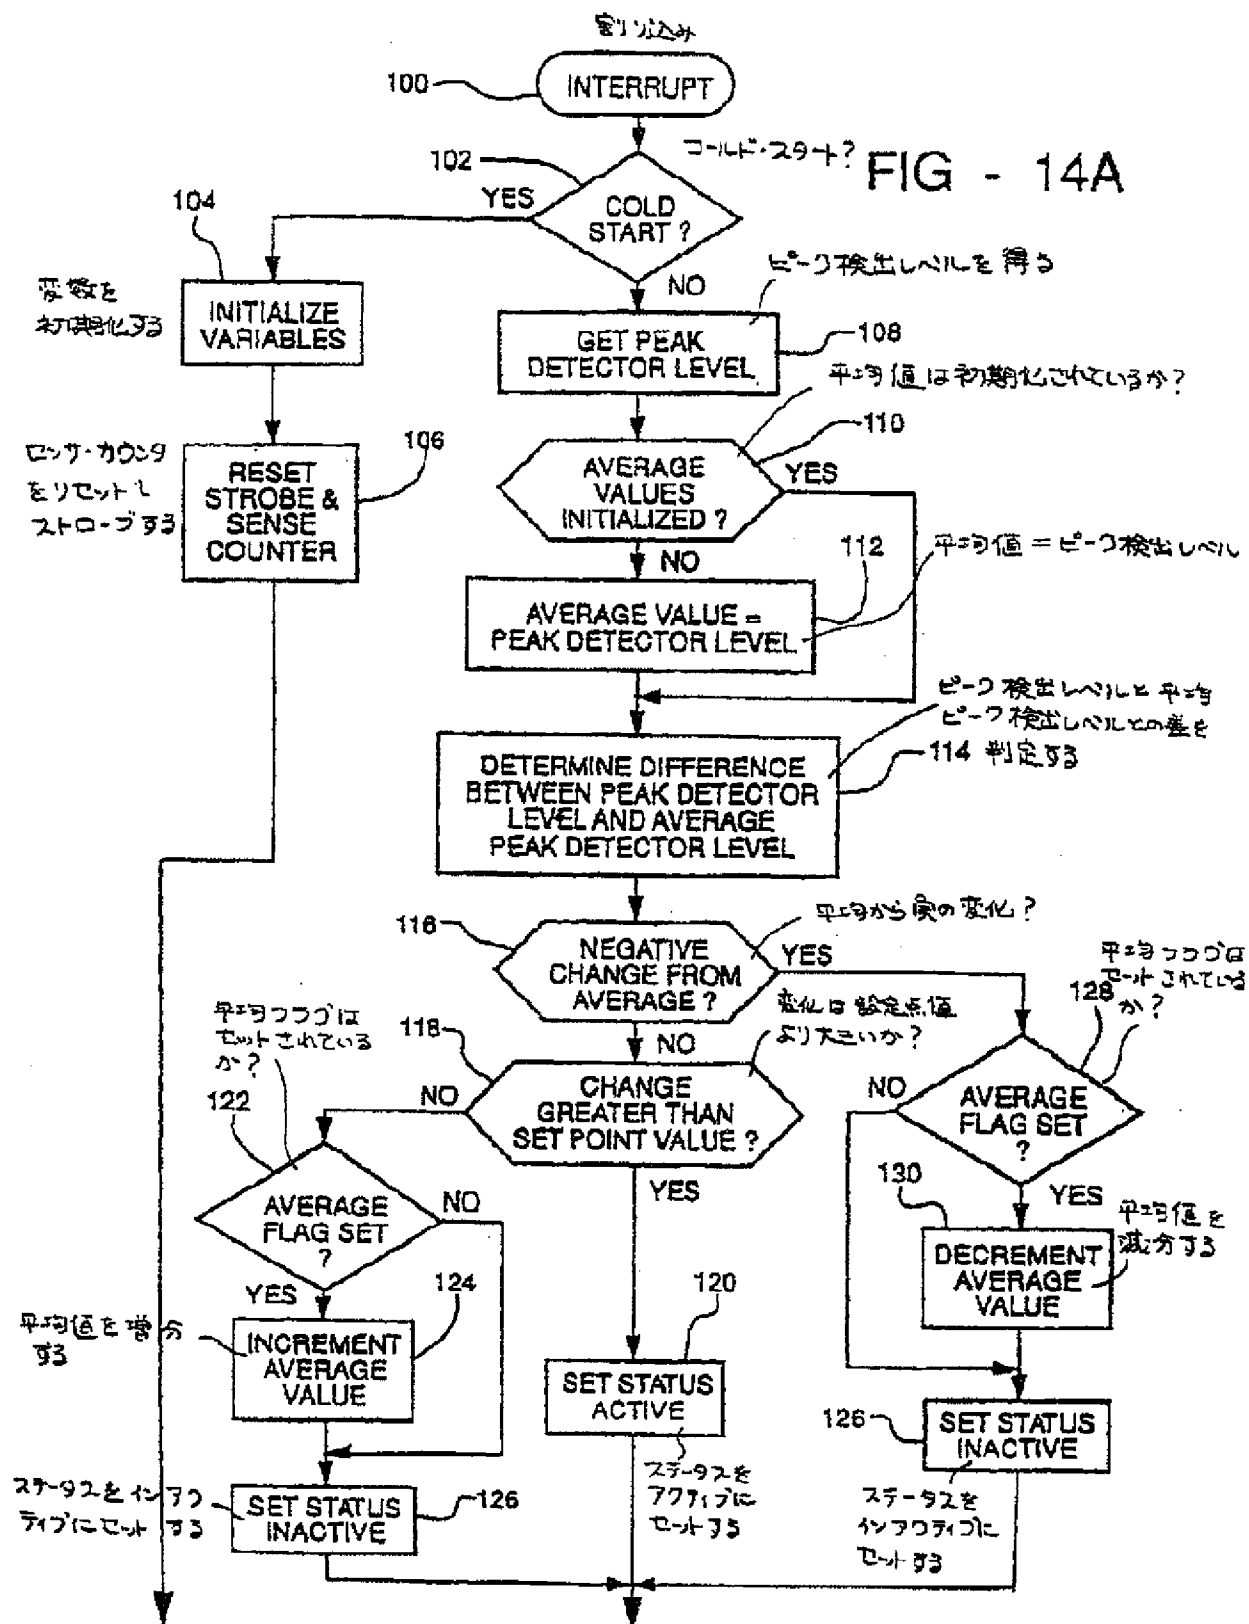 割り込み
100
INTERRUPT
コールド・スタート?
FIG - 14A
102
YES
COLD
START ?
NO
104
変数を
初期化する
INITIALIZE
VARIABLES
ピーク検出レベルを得る
GET PEAK
DETECTOR LEVEL
108
平均値は初期化されているか?
110
センサ・カウンタ
をリセットし
ストローブする
106
RESET
STROBE &
SENSE
COUNTER
AVERAGE
VALUES
INITIALIZED ?
YES
NO
112
平均値 = ピーク検出レベル
AVERAGE VALUE =
PEAK DETECTOR LEVEL
ピーク検出レベルと平均
ピーク検出レベルとの差を
114 判定する
DETERMINE DIFFERENCE
BETWEEN PEAK DETECTOR
LEVEL AND AVERAGE
PEAK DETECTOR LEVEL
平均から負の変化?
116
NEGATIVE
CHANGE FROM
AVERAGE ?
YES
NO
平均フラグは
セットされている
か?
128
平均フラグは
セットされているか
か?
118
変化は設定点値
より大きいか?
NO
CHANGE
GREATER THAN
SET POINT VALUE ?
YES
122
AVERAGE
FLAG SET
?
NO
YES
NO
AVERAGE
FLAG SET
?
YES
130
平均値を
減分する
DECREMENT
AVERAGE
VALUE
124
平均値を増分
する
INCREMENT
AVERAGE
VALUE
120
SET STATUS
ACTIVE
ステータスを
アクティブに
セットする
126
SET STATUS
INACTIVE
ステータスを
インアクティブに
セットする
ステータスをインアク
ティブにセットする
SET STATUS
INACTIVE
126